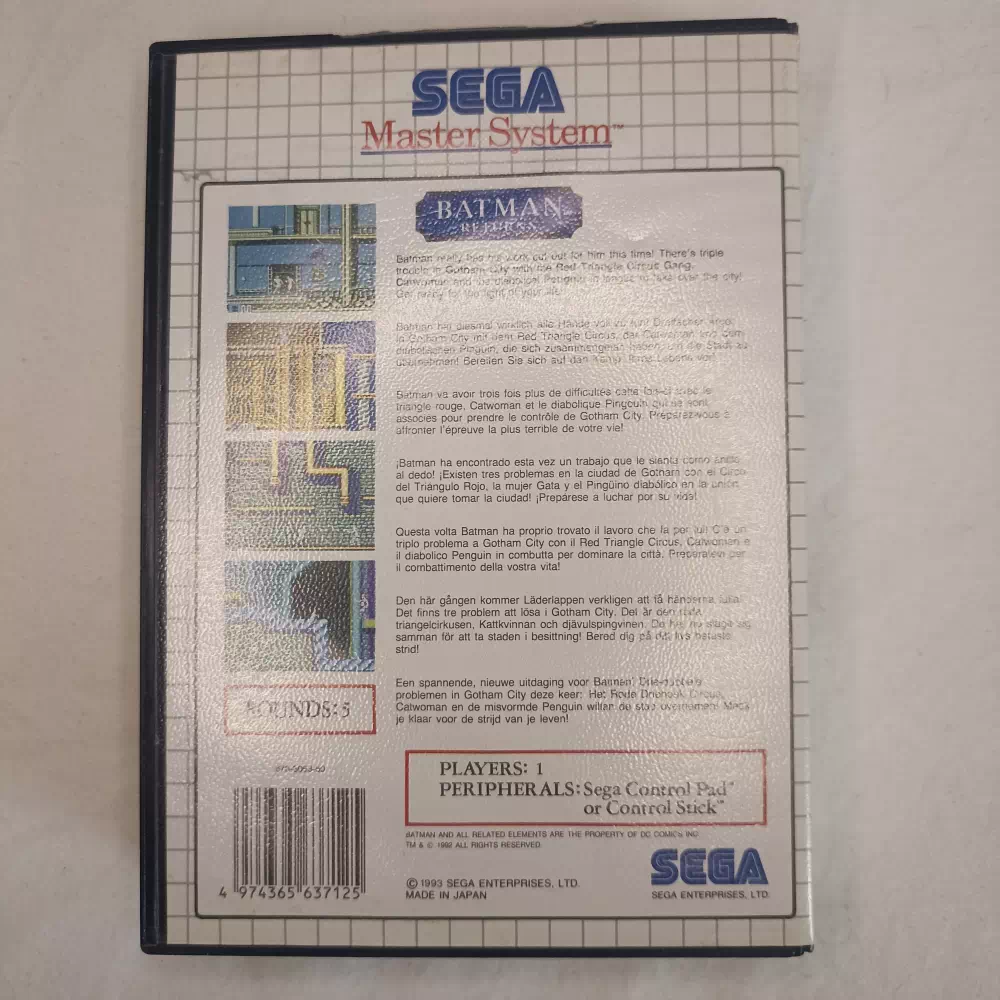 SEGA
Master System™
BATMAN
RETURNS
Batman really has his work cut out for him this time! There's triple
trouble in Gotham City with the Red Triangle Circus Gang,
Catwoman and the diabolical Penguin in to take over the city!
Get ready for the fight of your life.
Batman hat diesmal wirklich alle Hände voll zu tun!
in Gotham City mit dem Red Triangle Circus, das Catwoman und dem
diabolischen Pinguin, die sich zusammengetan haben, um die Stadt zu
übernehmen! Bereiten Sie sich auf den Kampf Ihres Lebens vor!
Batman va avoir trois fois plus de difficultés cette fois-ci avec le
triangle rouge, Catwoman et le diabolique Pingouin qui se sont
associés pour prendre le contrôle de Gotham City. Préparez-vous à
affronter l'épreuve la plus terrible de votre vie!
¡Batman ha encontrado esta vez un trabajo que le sienta como anillo
al dedo! ¡Existen tres problemas en la ciudad de Gotham con el Circo
del Triángulo Rojo, la mujer Gata y el Pingüino diabólico en la unión
que quiere tomar la ciudad! ¡Prepárese a luchar por su vida!
Questa volta Batman ha proprio trovato il lavoro che fa per lui! C'è un
triplo problema a Gotham City con il Red Triangle Circus, Catwoman e
il diabolico Penguin in combutta per dominare la città. Preparatevi per
il combattimento della vostra vita!
Den här gången kommer Läderlappen verkligen att få händerna fulla.
Det finns tre problem att lösa i Gotham City. Det är den röda
triangelcirkusen, Kattkvinnan och djävulspingvinen. De har nu slagit sig
samman för att ta staden i besittning! Bered dig på ditt livs hetaste
strid!
Een spannende, nieuwe uitdaging voor Batman! Drie-dubbele
problemen in Gotham City deze keer: Het Rode Driehoek Circus,
Catwoman en de misvormde Penguin willen de stad overnemen! Maak
je klaar voor de strijd van je leven!
ROUNDS: 5
PLAYERS: 1
PERIPHERALS: Sega Control Pad™
or Control Stick™
BATMAN AND ALL RELATED ELEMENTS ARE THE PROPERTY OF DC COMICS INC.
TM & © 1992 ALL RIGHTS RESERVED.
4 974365 637125
© 1993 SEGA ENTERPRISES, LTD.
MADE IN JAPAN
SEGA
SEGA ENTERPRISES, LTD.